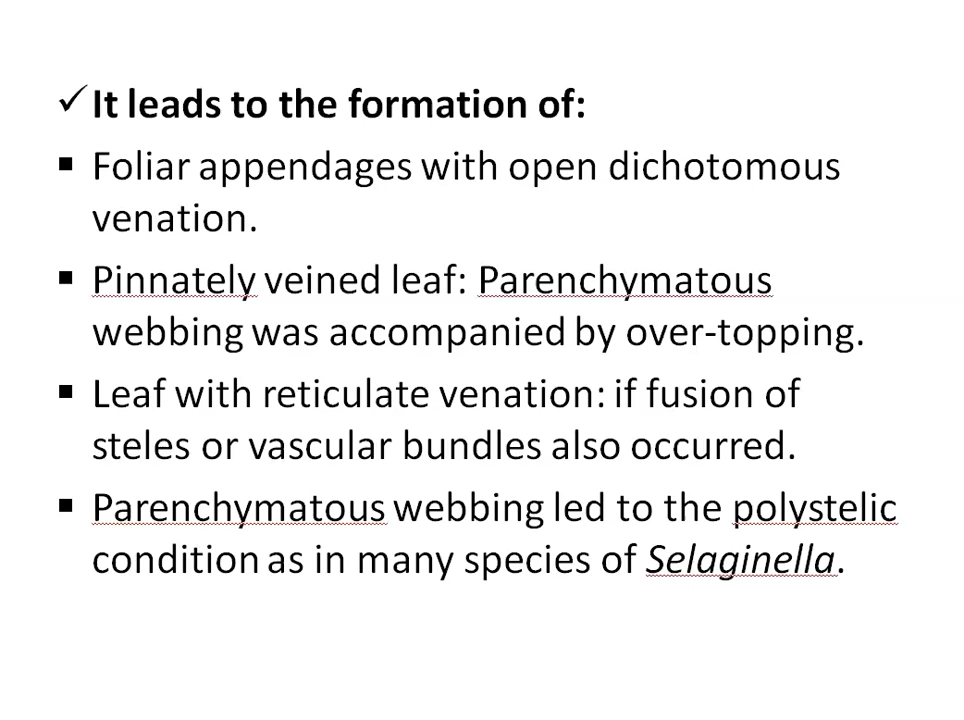 ✓ It leads to the formation of:
▪ Foliar appendages with open dichotomous
venation.
▪ Pinnately veined leaf: Parenchymatous
webbing was accompanied by over-topping.
▪ Leaf with reticulate venation: if fusion of
steles or vascular bundles also occurred.
▪ Parenchymatous webbing led to the polystelic
condition as in many species of Selaginella.